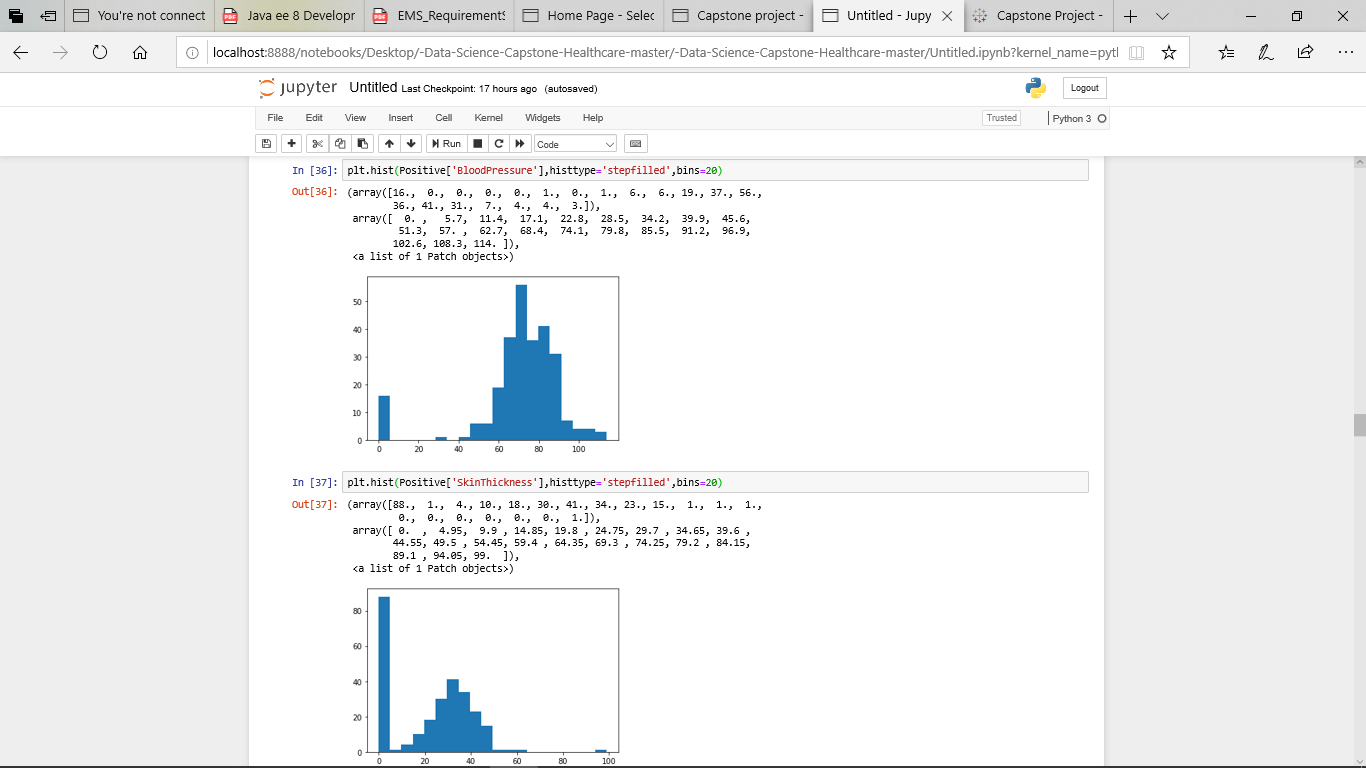 You're not connect
Java ee 8 Developr
EMS_Requirements
Home Page - Selec
Capstone project -
Untitled - Jupy
Capstone Project -
localhost:8888/notebooks/Desktop/-Data-Science-Capstone-Healthcare-master/-Data-Science-Capstone-Healthcare-master/Untitled.ipynb?kernel_name=pytl
jupyter Untitled Last Checkpoint: 17 hours ago (autosaved)
Logout
File Edit View Insert Cell Kernel Widgets Help
Trusted
Python 3
Run
Code
In [36]: plt.hist(Positive['BloodPressure'],histtype='stepfilled',bins=20)
Out[36]: (array([16., 0., 0., 0., 0., 1., 0., 1., 6., 6., 19., 37., 56.,
36., 41., 31., 7., 4., 4., 3.]),
array([ 0. , 5.7, 11.4, 17.1, 22.8, 28.5, 34.2, 39.9, 45.6,
51.3, 57. , 62.7, 68.4, 74.1, 79.8, 85.5, 91.2, 96.9,
102.6, 108.3, 114. ]),
<a list of 1 Patch objects>)
50
40
30
20
10
0
0 20 40 60 80 100
In [37]: plt.hist(Positive['SkinThickness'],histtype='stepfilled',bins=20)
Out[37]: (array([88., 1., 4., 10., 18., 30., 41., 34., 23., 15., 1., 1., 1.,
0., 0., 0., 0., 0., 0., 1.]),
array([ 0. , 4.95, 9.9 , 14.85, 19.8 , 24.75, 29.7 , 34.65, 39.6 ,
44.55, 49.5 , 54.45, 59.4 , 64.35, 69.3 , 74.25, 79.2 , 84.15,
89.1 , 94.05, 99. ]),
<a list of 1 Patch objects>)
80
60
40
20
0
0 20 40 60 80 100